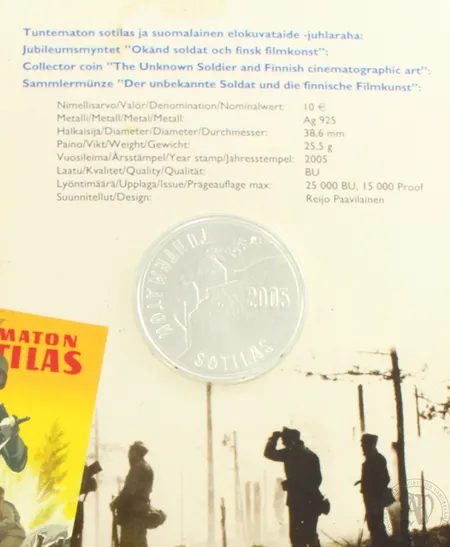 Tuntematon sotilas ja suomalainen elokuvataide -juhlaraha:
Jubileumsmyntet "Okänd soldat och finsk filmkonst":
Collector coin "The Unknown Soldier and Finnish cinematographic art":
Sammlermünze "Der unbekannte Soldat und die finnische Filmkunst":
Nimellisarvo/Valör/Denomination/Nominalwert: 10 €
Metalli/Metall/Metal/Metall: Ag 925
Halkaisija/Diameter/Diameter/Durchmesser: 38,6 mm
Paino/Vikt/Weight/Gewicht: 25,5 g
Vuosileima/Årsstämpel/Year stamp/Jahresstempel: 2005
Laatu/Kvalitet/Quality/Qualität: BU
Lyöntimäärä/Upplaga/Issue/Prägeauflage max: 25 000 BU, 15 000 Proof
Suunnitellut/Design: Reijo Paavilainen
TUNTEMATON
2005
SOTILAS
MATON
TILAS